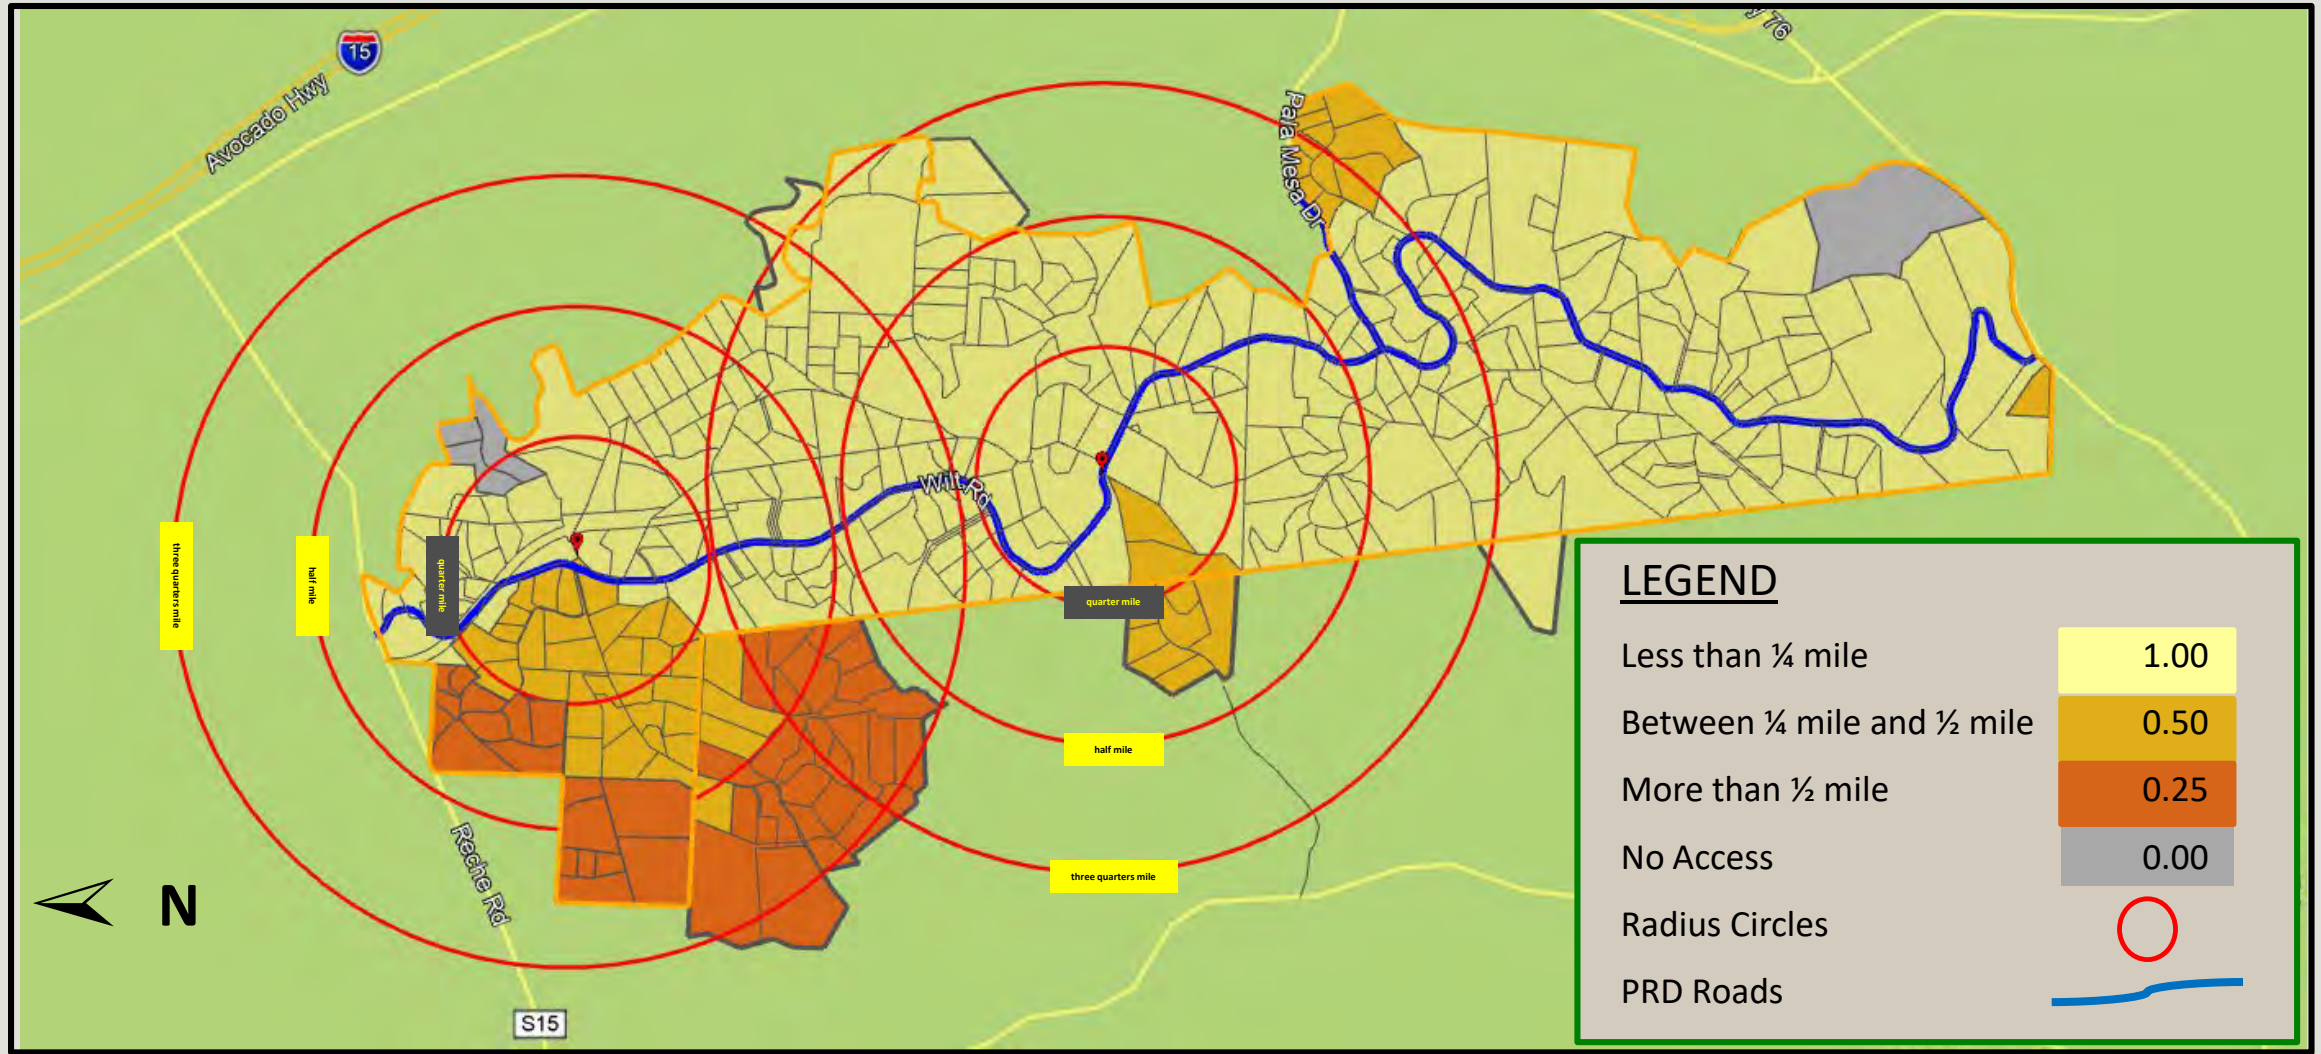 15
Avocado Hwy
y 76
Pala Mesa Dr
Wilt Rd
three quarters mile
half mile
quarter mile
quarter mile
half mile
three quarters mile
Reche Rd
S15
N
LEGEND
Less than ¼ mile 1.00
Between ¼ mile and ½ mile 0.50
More than ½ mile 0.25
No Access 0.00
Radius Circles
PRD Roads